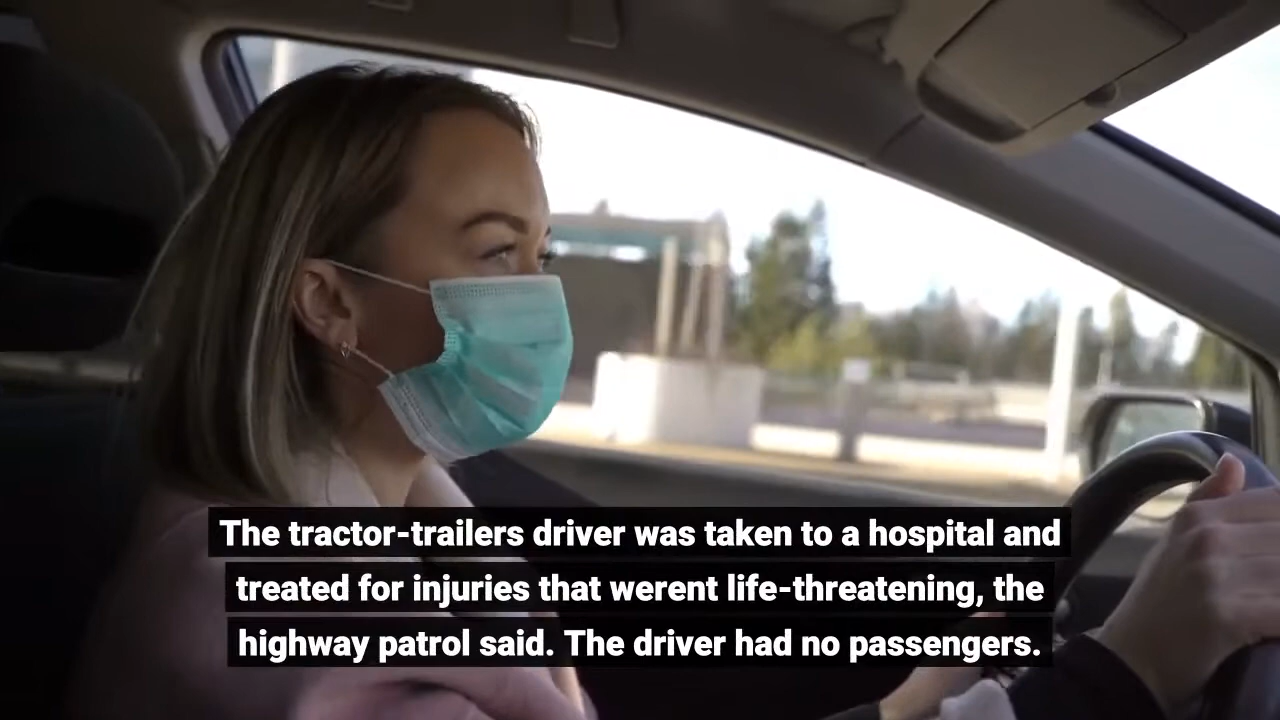 The tractor-trailers driver was taken to a hospital and
treated for injuries that werent life-threatening, the
highway patrol said. The driver had no passengers.